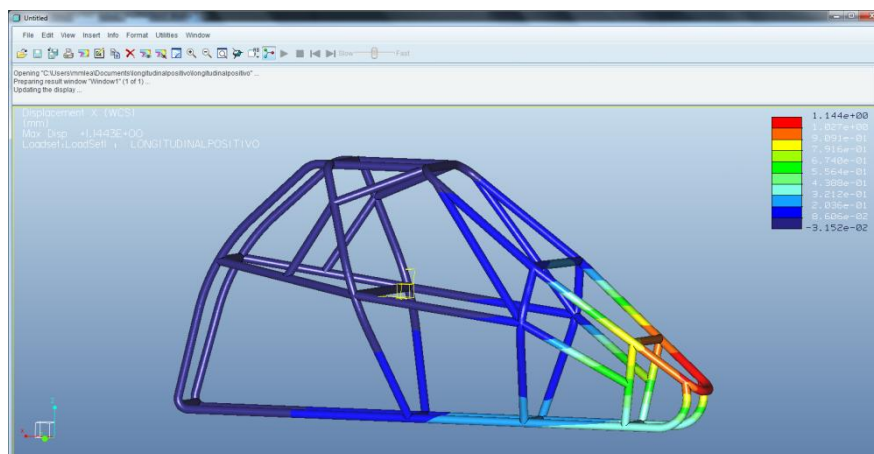 Untitled
File Edit View Insert Info Format Utilities Window
Slow Fast
Opening "C:\Users\mmlea\Documents\longitudinalpositivo\longitudinalpositivo" ...
Preparing result window "Window1" (1 of 1) ...
Updating the display ...
Displacement X (WCS)
(mm)
Max Disp +1.1443E+00
Loadset:LoadSet1 : LONGITUDINALPOSITIVO
1.144e+00
1.027e+00
9.091e-01
7.916e-01
6.740e-01
5.564e-01
4.388e-01
3.212e-01
2.036e-01
8.606e-02
-3.152e-02
Z